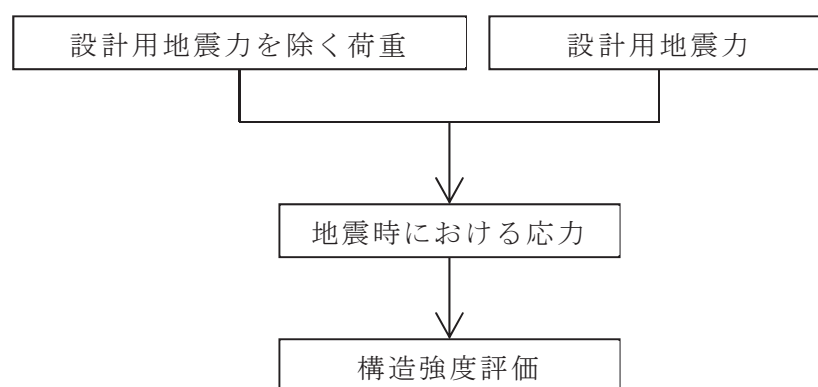 設計用地震力を除く荷重
設計用地震力
地震時における応力
構造強度評価